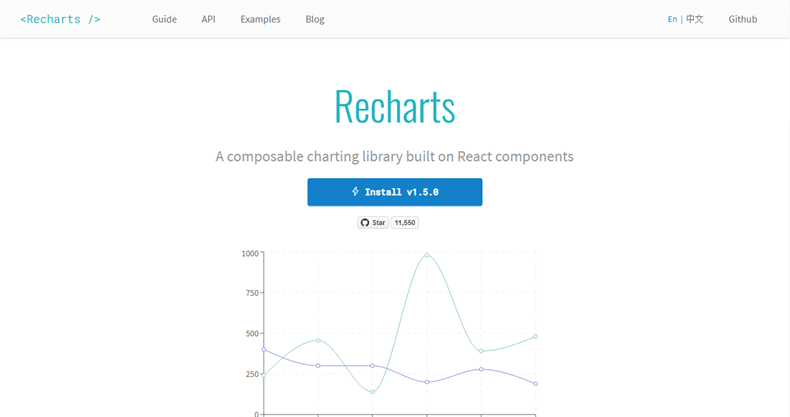 <Recharts /> Guide API Examples Blog En | 中文 Github
Recharts
A composable charting library built on React components
Install v1.5.0
Star 11,550
1000
750
500
250
0